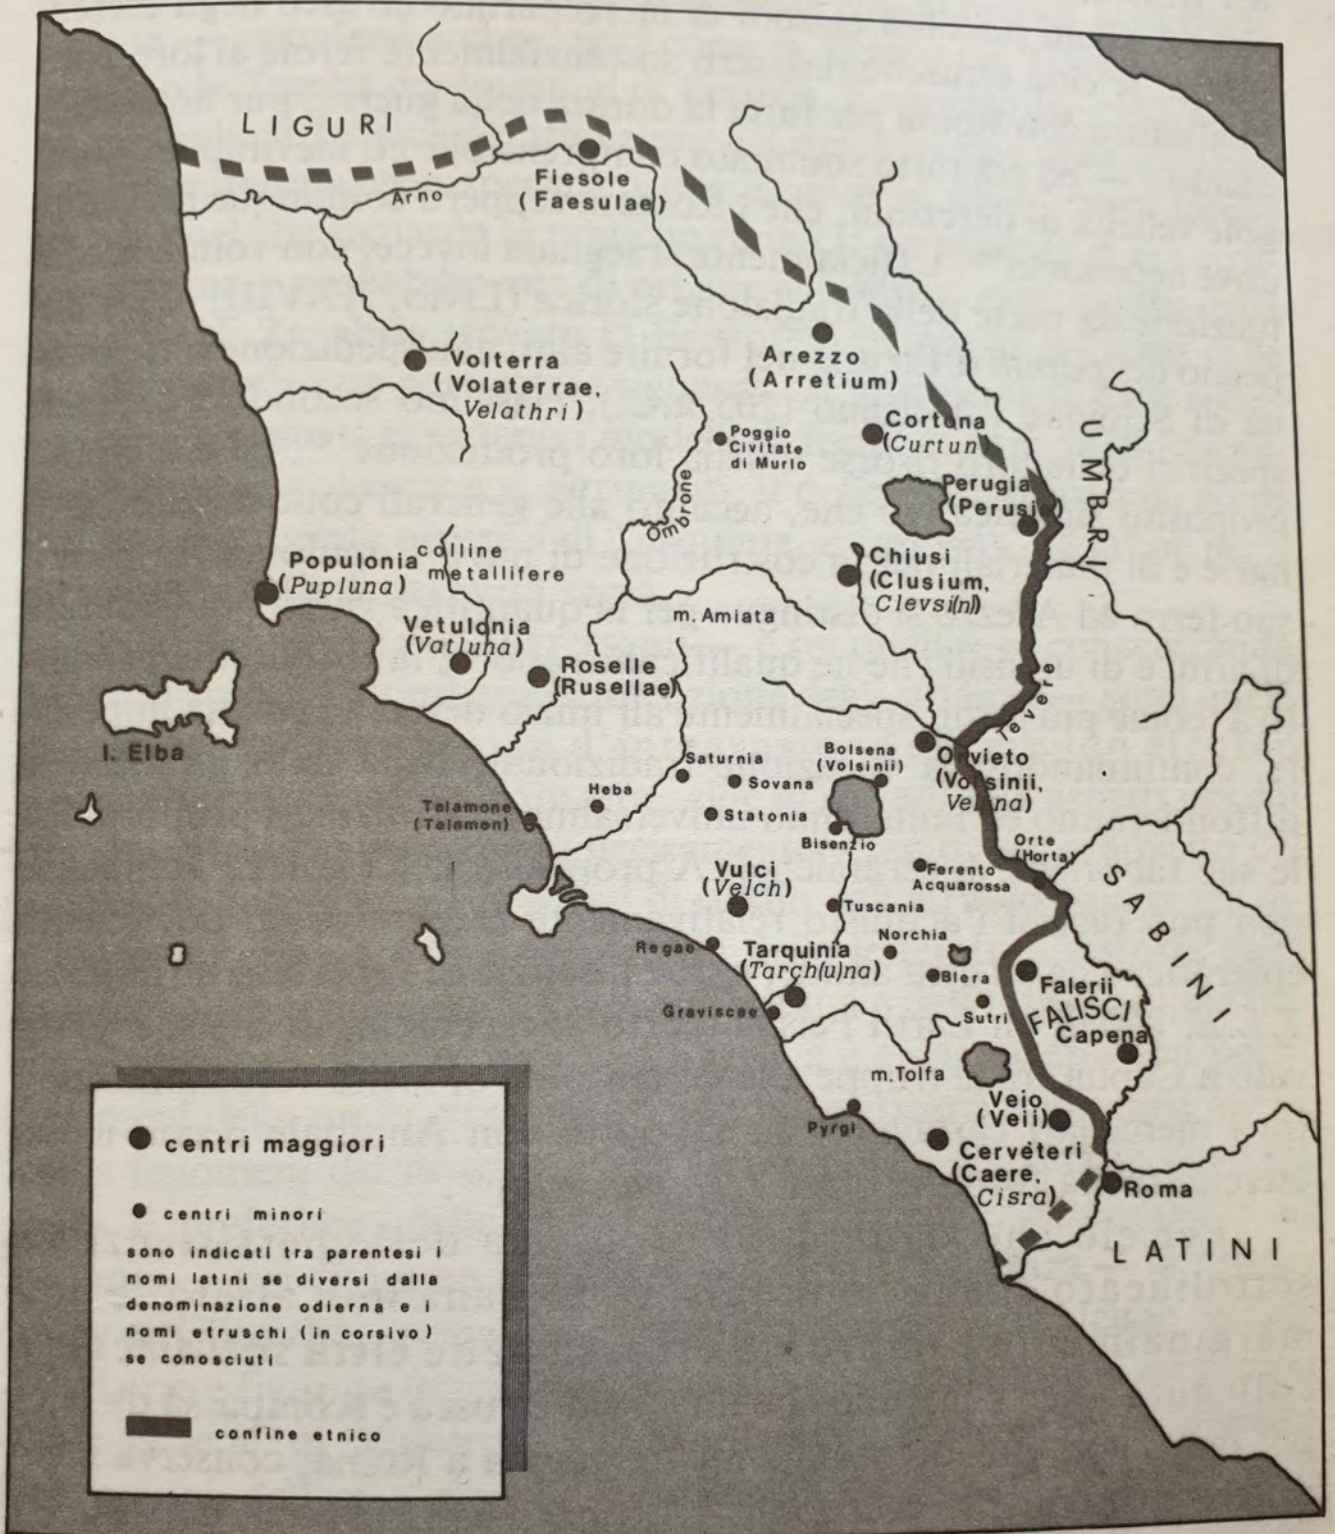 LIGURI
Arno
Fiesole
(Faesulae)
Volterra
(Volaterrae,
Velathri)
Arezzo
(Arretium)
Cortona
(Curtun)
Poggio
Civitate
di Murlo
UMBRI
Perugia
(Perusia)
Ombrone
Populonia
(Pupluna)
colline
metallifere
Chiusi
(Clusium,
Clevsi(n))
Vetulonia
(Vatluna)
m. Amiata
Roselle
(Rusellae)
I. Elba
Tevere
Saturnia
Sovana
Bolsena
(Volsinii)
Orvieto
(Volsinii,
Velzna)
Heba
Talamone
(Talamon)
Statonia
Bisenzio
Orte
(Horta)
Vulci
(Velch)
Ferento
Acquarossa
SABINI
Tuscania
Regae
Tarquinia
(Tarch(u)na)
Norchia
Blera
Falerii
FALISCI
Capena
Graviscae
Sutri
m.Tolfa
Veio
(Veii)
Pyrgi
Cerveteri
(Caere,
Cisra)
Roma
LATINI
centri maggiori
centri minori
sono indicati tra parentesi i
nomi latini se diversi dalla
denominazione odierna e i
nomi etruschi (in corsivo)
se conosciuti
confine etnico